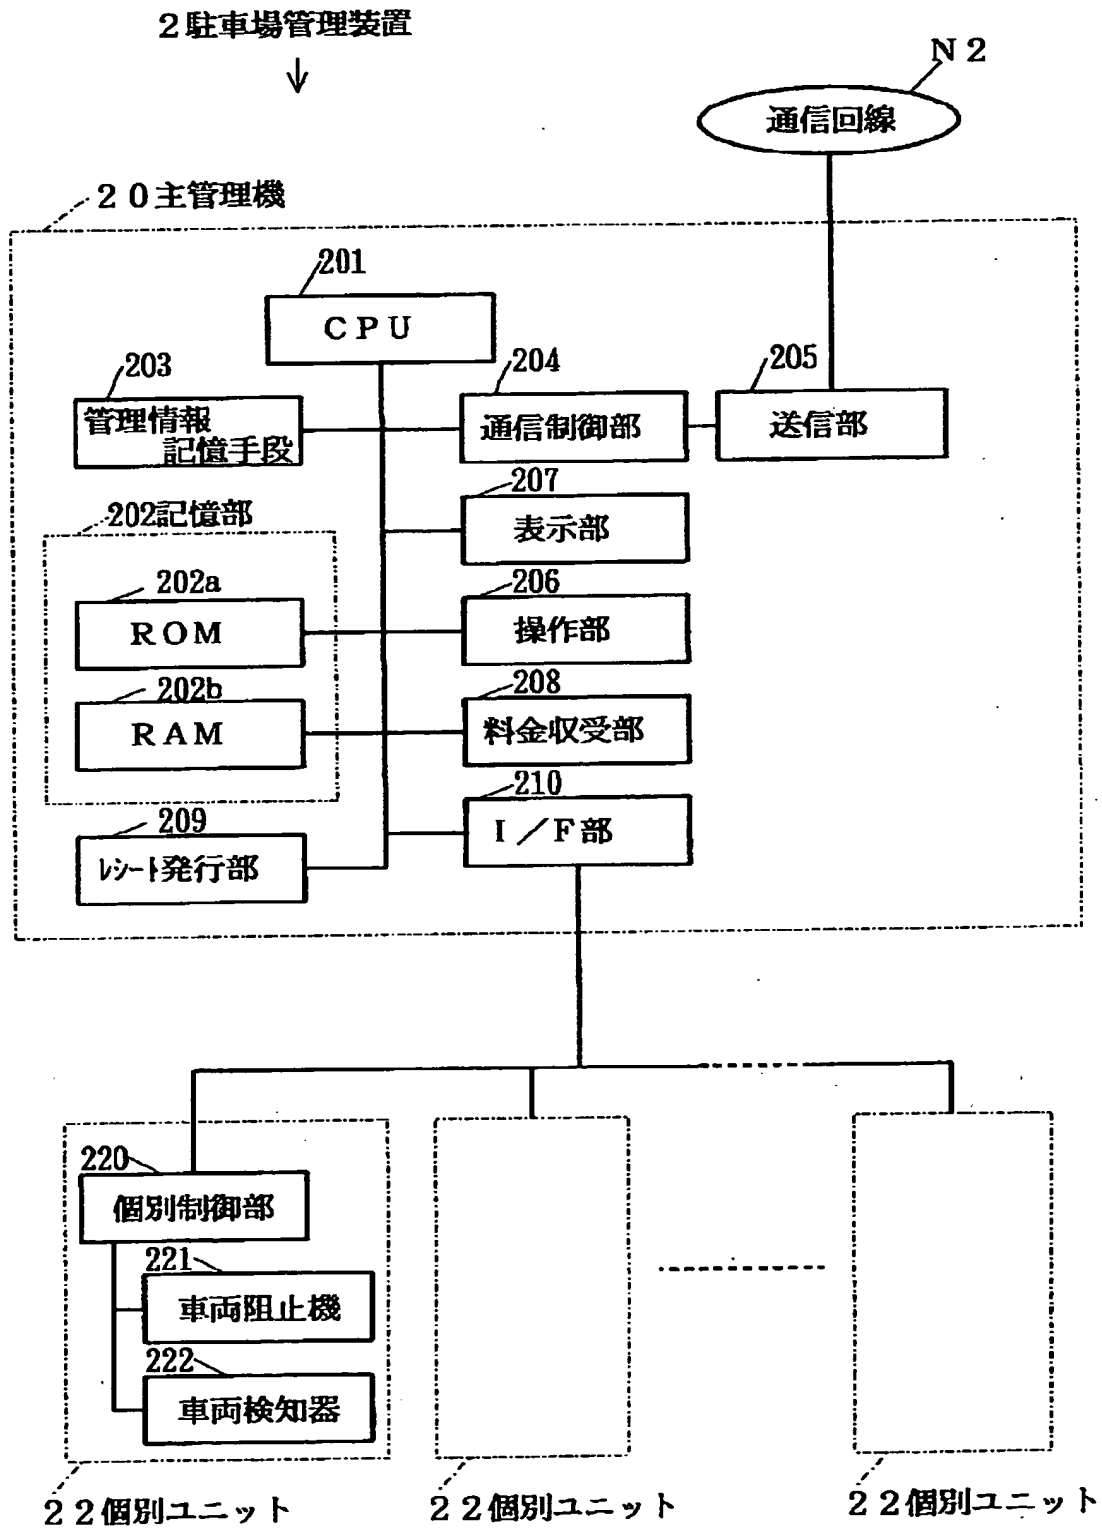 2駐車場管理装置
N2
通信回線
20主管理機
201
CPU
203
管理情報
記憶手段
204
通信制御部
205
送信部
207
表示部
202記憶部
202a
ROM
206
操作部
202b
RAM
208
料金収受部
209
レシート発行部
210
I/F部
220
個別制御部
221
車両阻止機
222
車両検知器
22個別ユニット
22個別ユニット
22個別ユニット